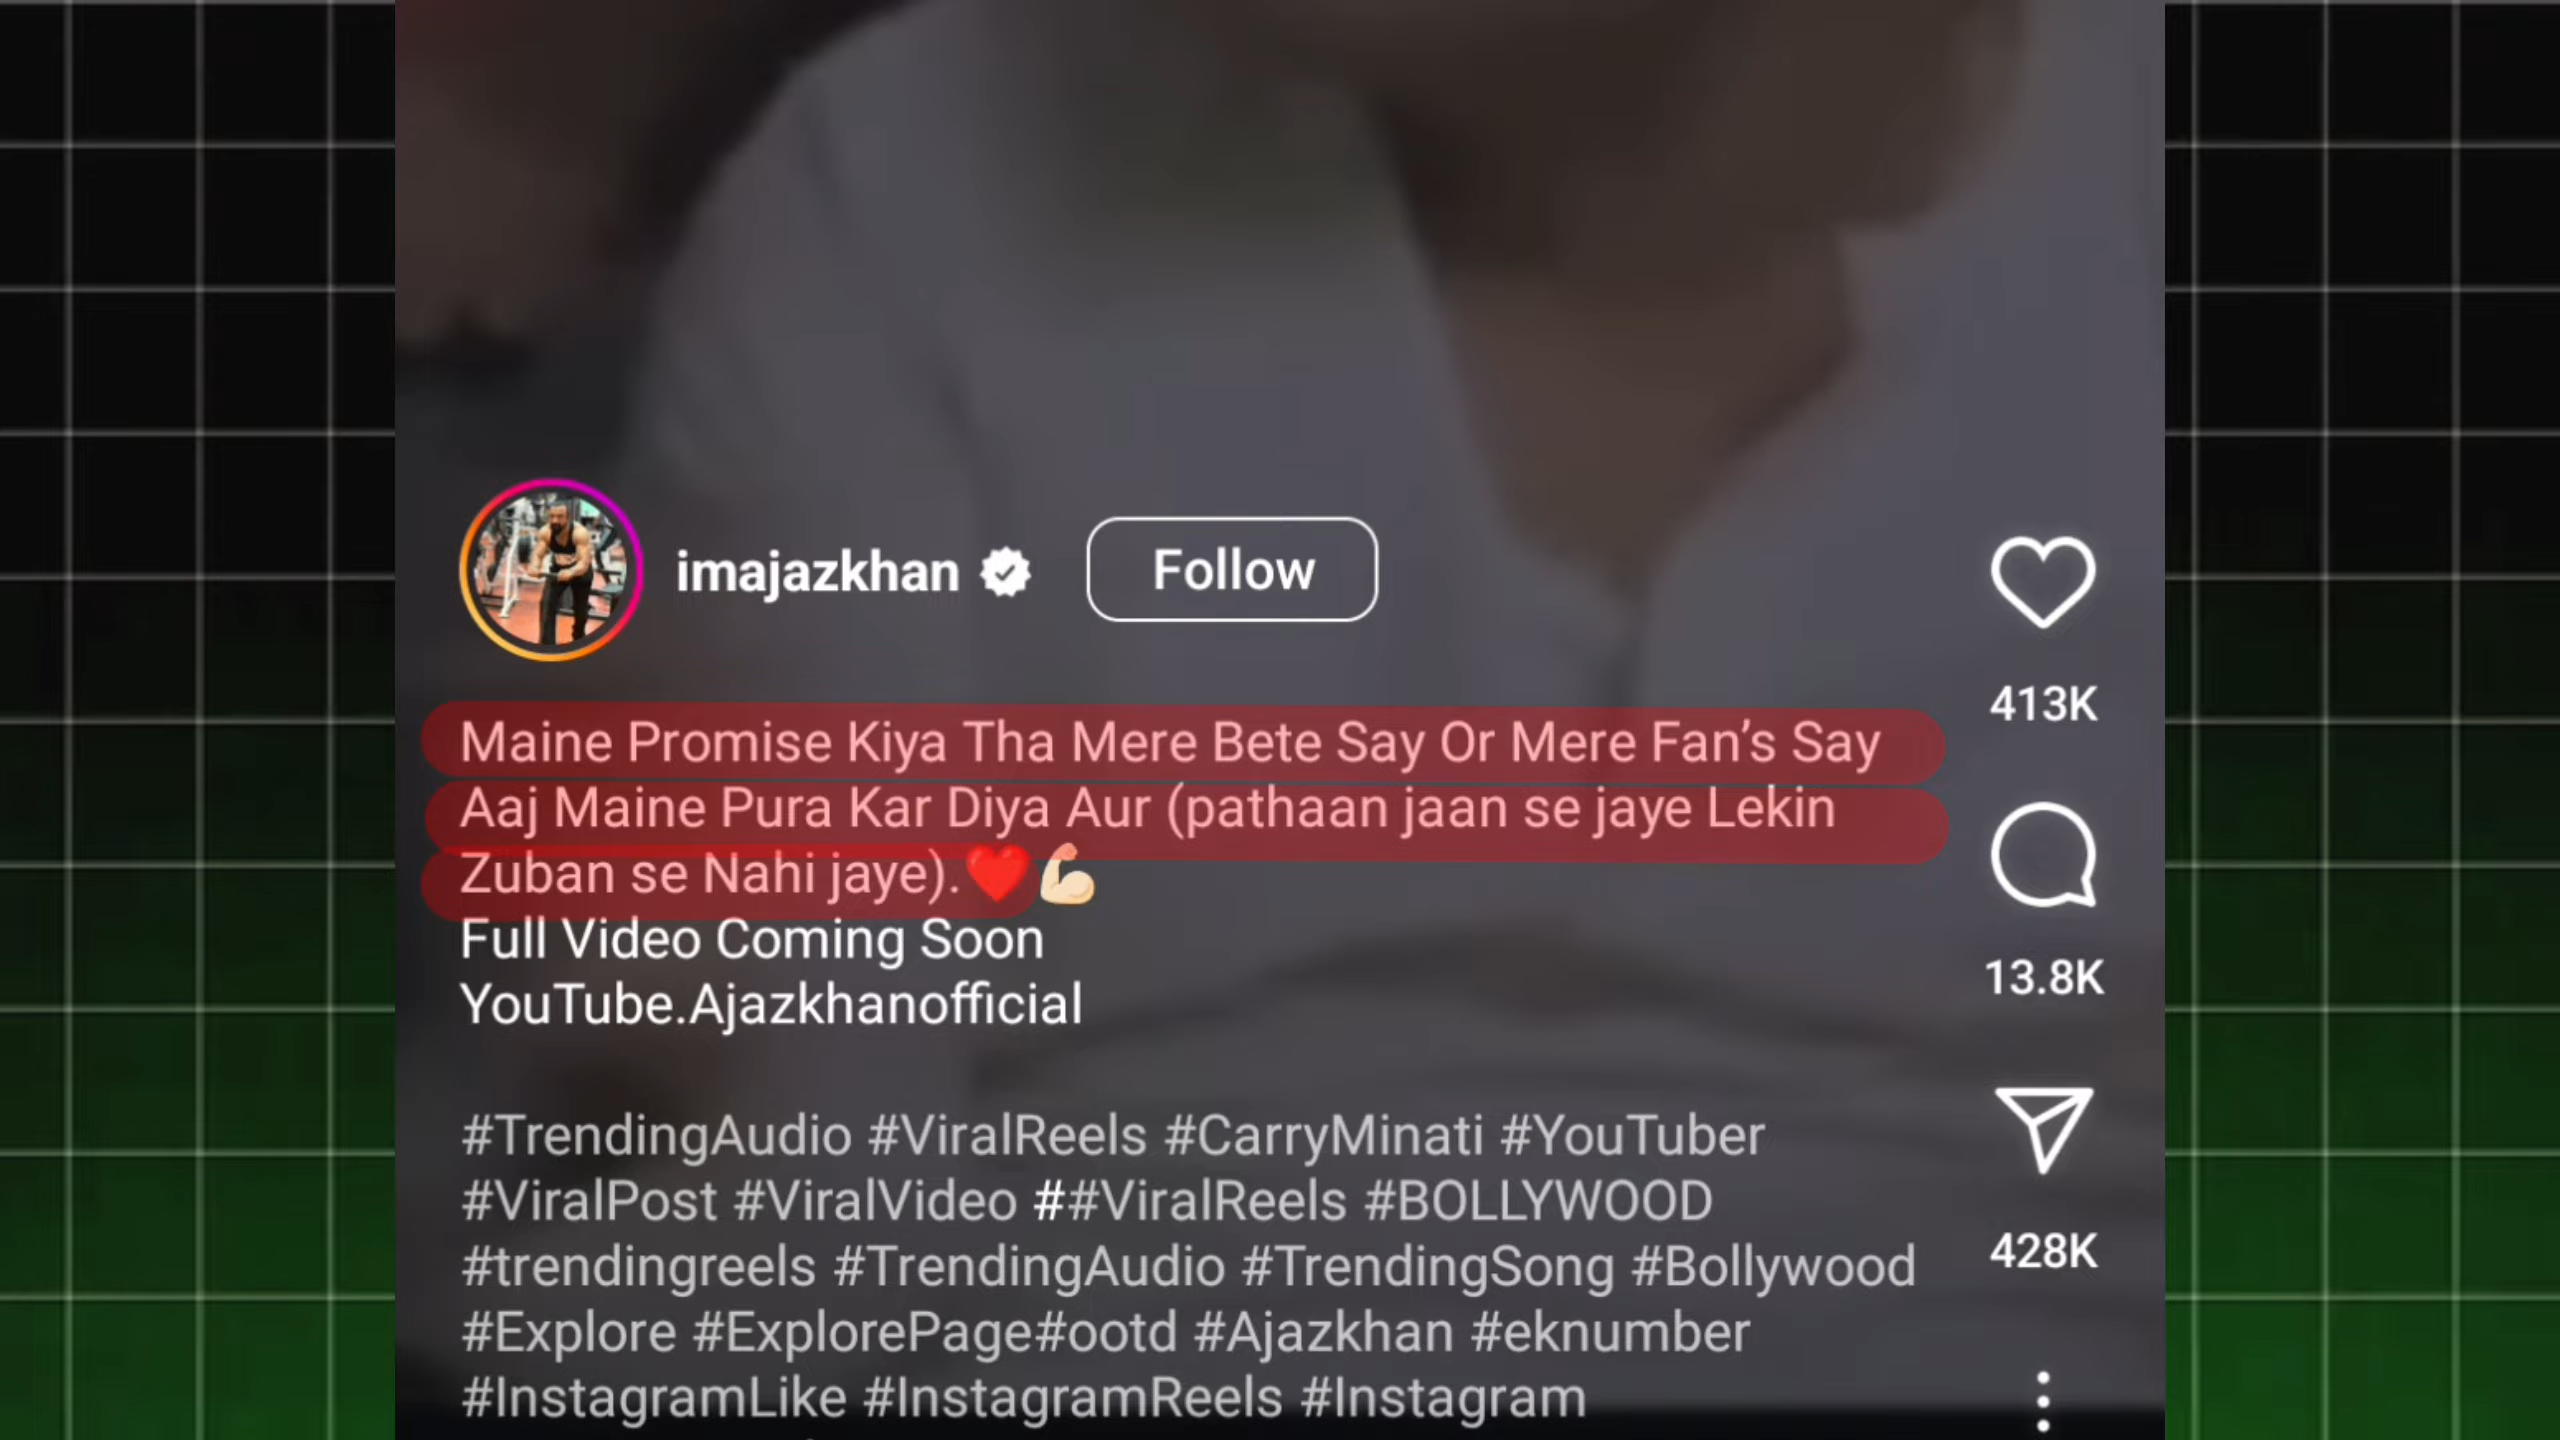 imajazkhan
Follow
413K
Maine Promise Kiya Tha Mere Bete Say Or Mere Fan’s Say
Aaj Maine Pura Kar Diya Aur (pathaan jaan se jaye Lekin
Zuban se Nahi jaye).❤️💪🏻
13.8K
Full Video Coming Soon
YouTube.Ajazkhanofficial
#TrendingAudio #ViralReels #CarryMinati #YouTuber
#ViralPost #ViralVideo ##ViralReels #BOLLYWOOD
428K
#trendingreels #TrendingAudio #TrendingSong #Bollywood
#Explore #ExplorePage#ootd #Ajazkhan #eknumber
#InstagramLike #InstagramReels #Instagram